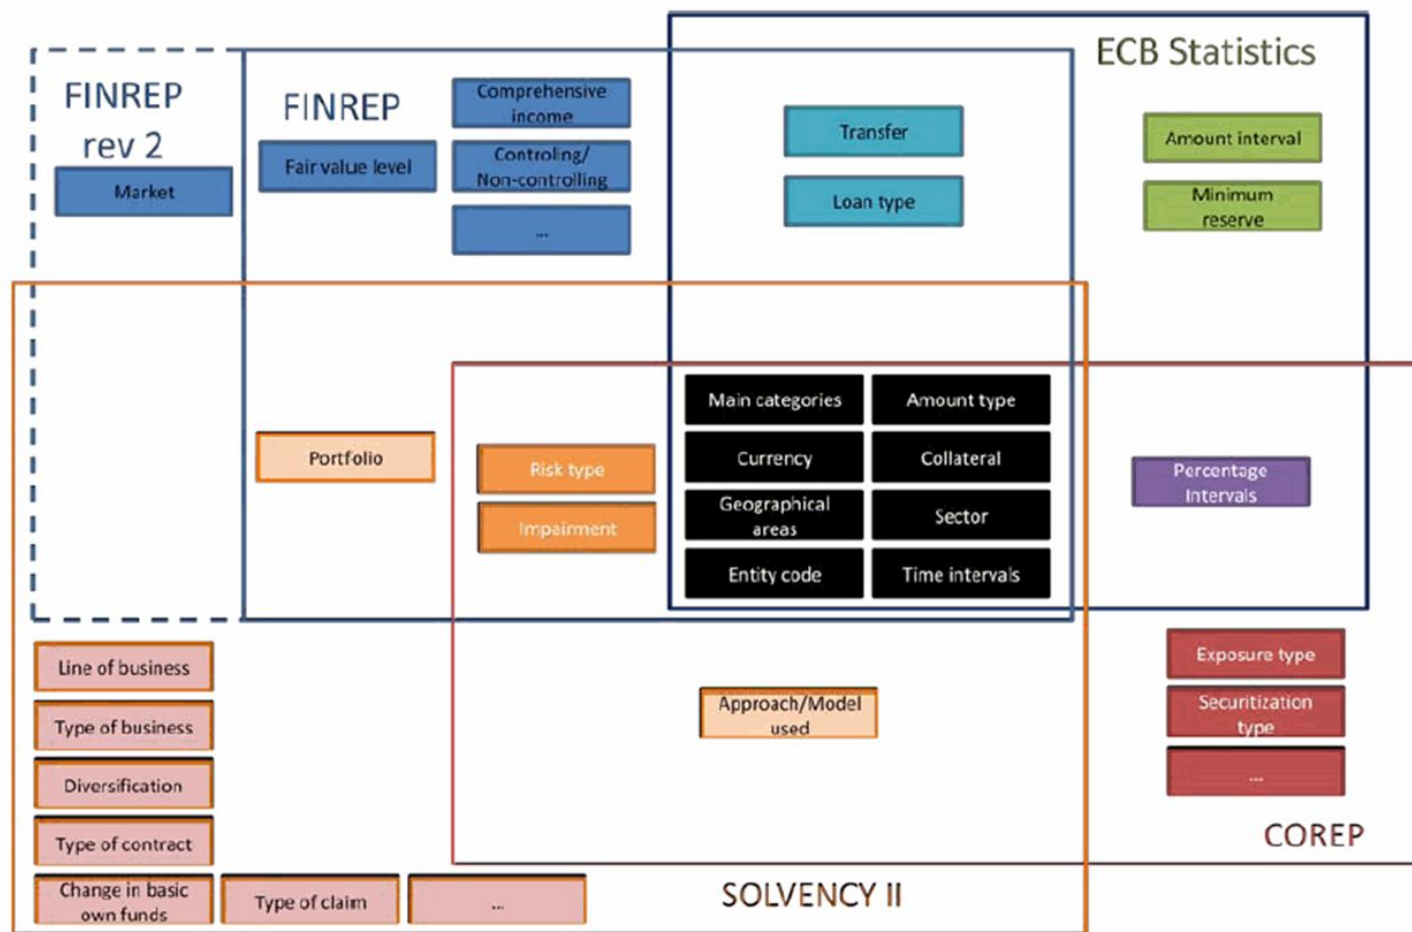 ECB Statistics
FINREP
rev 2
FINREP
Comprehensive
income
Transfer
Amount interval
Fair value level
Controling/
Non-controlling
Market
Loan type
Minimum
reserve
...
Main categories
Amount type
Portfolio
Risk type
Currency
Collateral
Percentage
Intervals
Impairment
Geographical
areas
Sector
Entity code
Time intervals
Line of business
Exposure type
Type of business
Approach/Model
used
Securitization
type
Diversification
...
Type of contract
COREP
Change in basic
own funds
Type of claim
...
SOLVENCY II